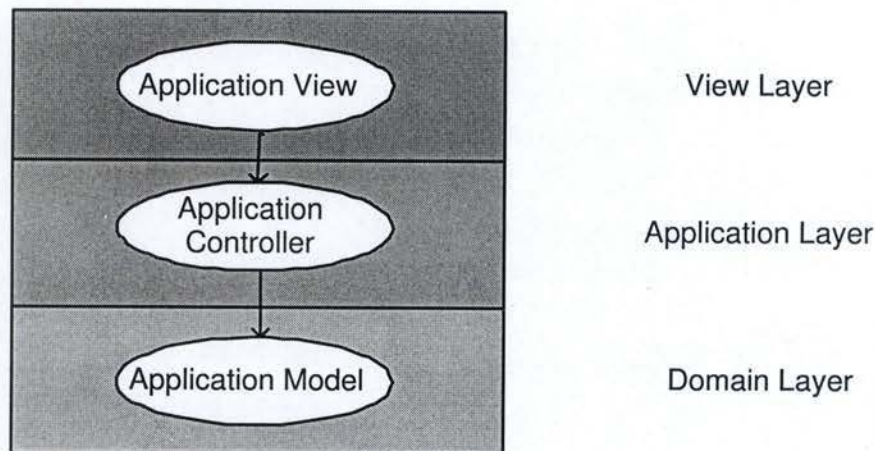 Application View
View Layer
Application
Controller
Application Layer
Application Model
Domain Layer